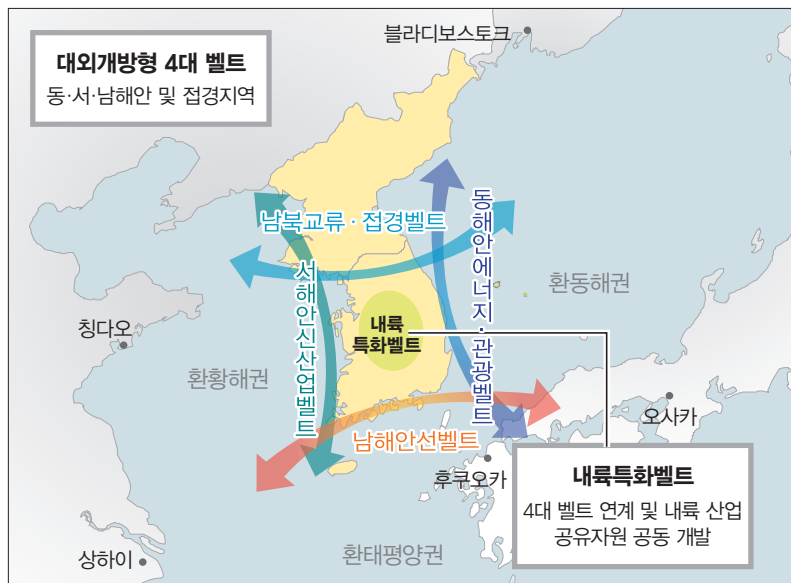 블라디보스토크
대외개방형 4대 벨트
동·서·남해안 및 접경지역
남북교류·접경벨트
동해안에너지·관광벨트
서해안신산업벨트
환동해권
내륙
특화벨트
칭다오
환황해권
오사카
남해안선벨트
후쿠오카
내륙특화벨트
4대 벨트 연계 및 내륙 산업
공유자원 공동 개발
상하이
환태평양권